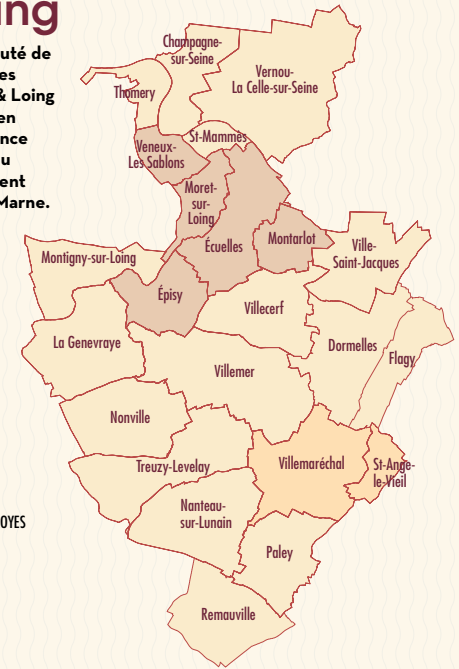 ing
uté de
es
& Loing
en
nce
u
ent
Marne.
Champagne-
sur-Seine
Vernou-
La Celle-sur-Seine
Thomery
St-Mammès
Veneux-
Les Sablons
Moret-
sur-
Loing
Écuelles
Montarlot
Ville-
Saint-Jacques
Montigny-sur-Loing
Épisy
Villecerf
La Genevraye
Dormelles
Flagy
Villemer
Nonville
Treuzy-Levelay
Villemaréchal
St-Ange-
le-Vieil
Nanteau-
sur-Lunain
OYES
Paley
Remauville